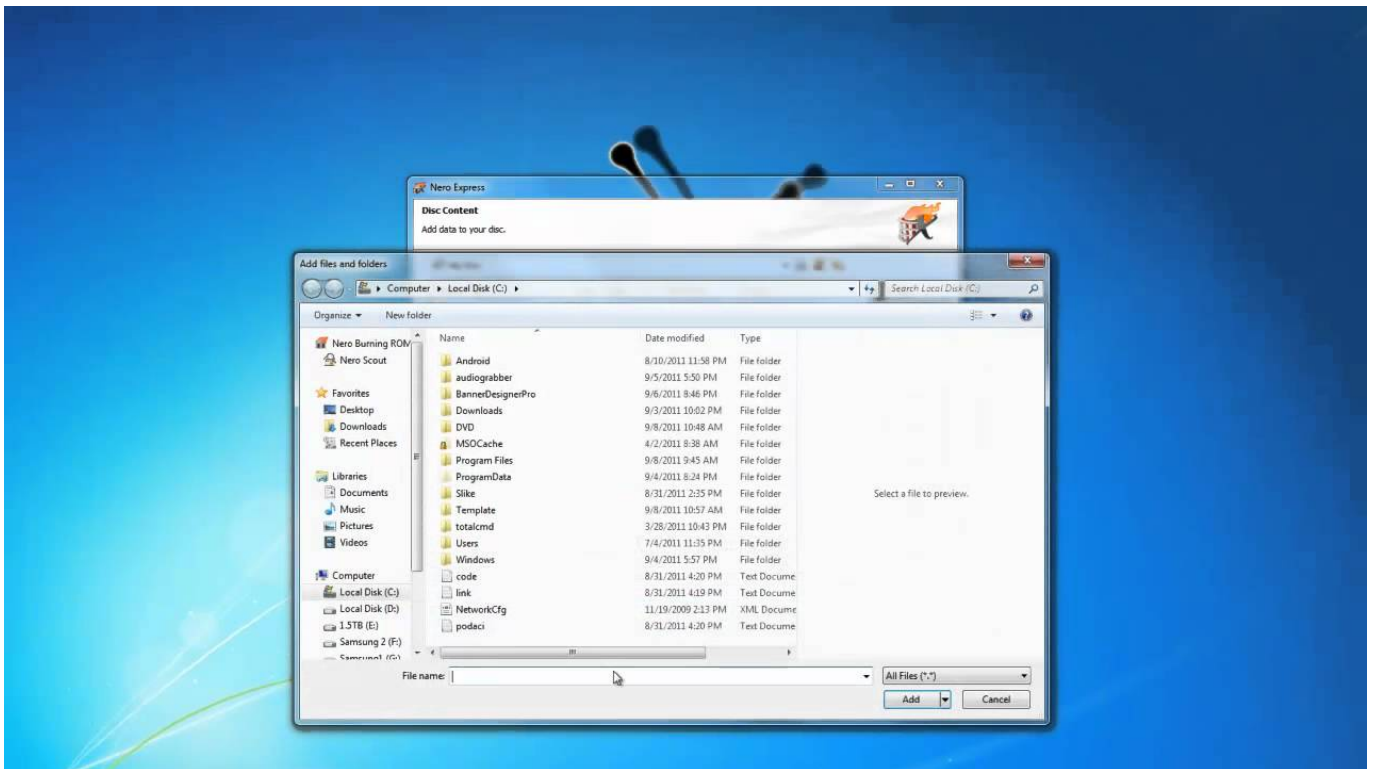 Nero Express
Disc Content
Add data to your disc.
Add files and folders
Computer Local Disk (C:)
Search Local Disk (C:)
Organize New folder
Nero Burning ROM
Nero Scout
Favorites
Desktop
Downloads
Recent Places
Libraries
Documents
Music
Pictures
Videos
Computer
Local Disk (C:)
Local Disk (D:)
1.5TB (E:)
Samsung 2 (F:)
Samsung1 (G:)
Name Date modified Type
Android 8/10/2011 11:58 PM File folder
audiograbber 9/5/2011 5:50 PM File folder
BannerDesignerPro 9/6/2011 8:46 PM File folder
Downloads 9/3/2011 10:02 PM File folder
DVD 9/8/2011 10:48 AM File folder
MSOCache 4/2/2011 8:38 AM File folder
Program Files 9/8/2011 9:45 AM File folder
ProgramData 9/4/2011 8:24 PM File folder
Slike 8/31/2011 2:35 PM File folder
Template 9/8/2011 10:57 AM File folder
totalcmd 3/28/2011 10:43 PM File folder
Users 7/4/2011 11:35 PM File folder
Windows 9/4/2011 5:57 PM File folder
code 8/31/2011 4:20 PM Text Docume
link 8/31/2011 4:19 PM Text Docume
NetworkCfg 11/19/2009 2:13 PM XML Docume
podaci 8/31/2011 4:20 PM Text Docume
Select a file to preview.
File name: All Files (*.*)
Add Cancel